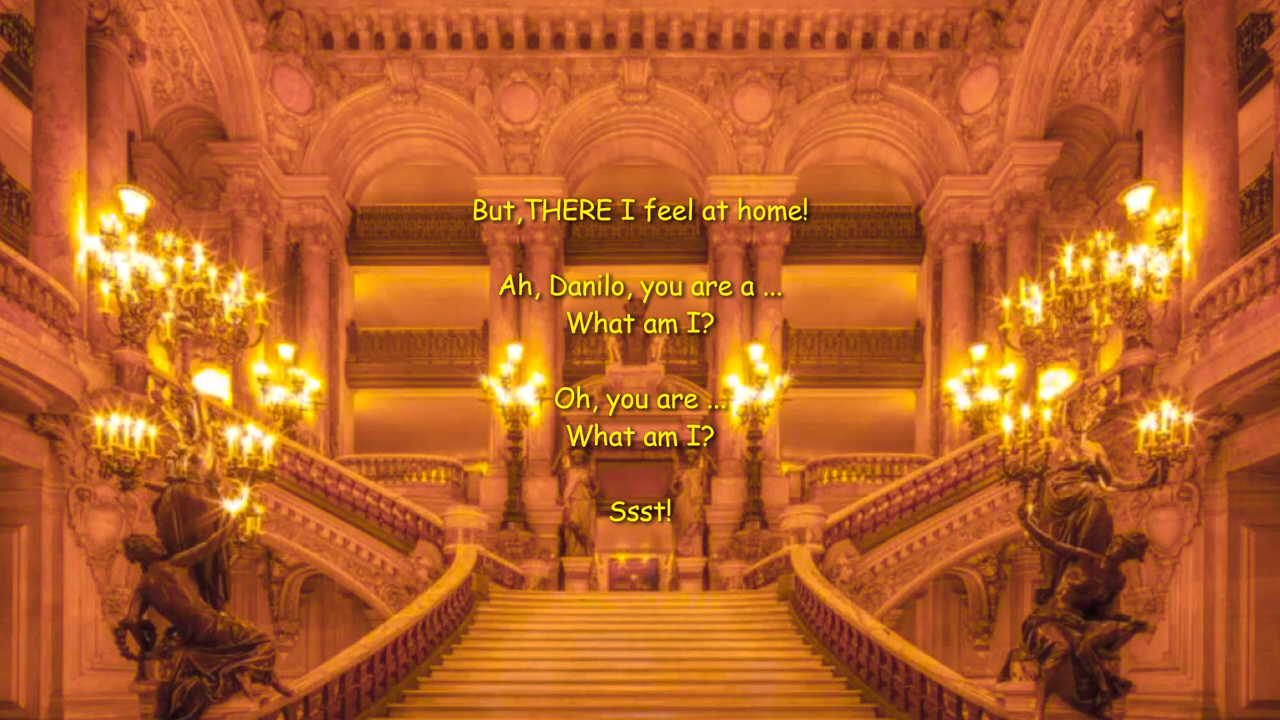 But,THERE I feel at home!
Ah, Danilo, you are a ...
What am I?
Oh, you are ...
What am I?
Ssst!